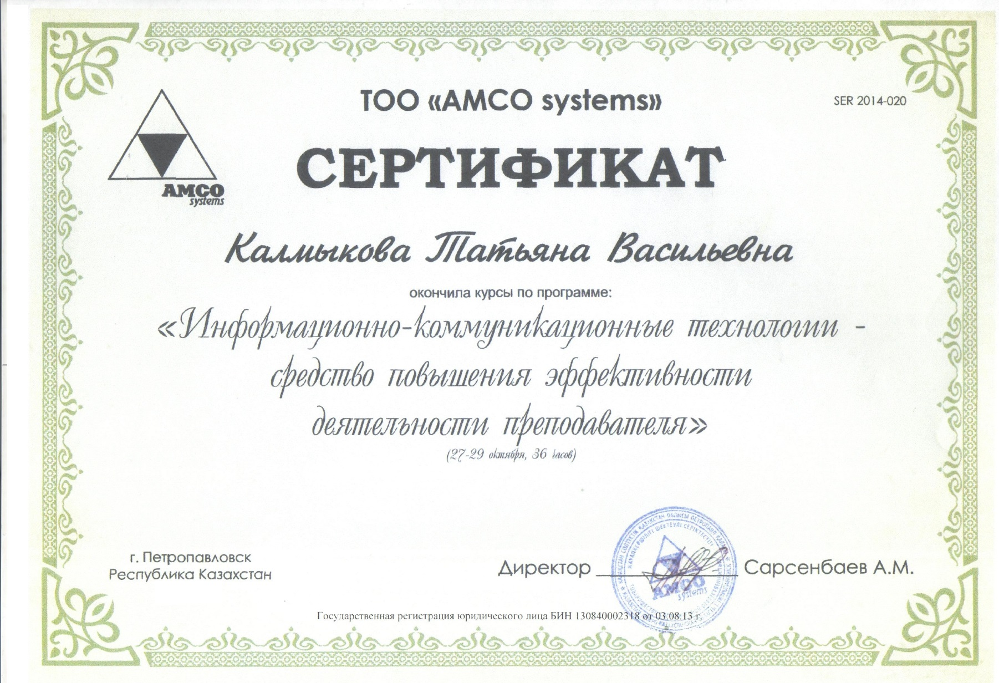 ТОО «AMCO systems»
SER 2014-020
СЕРТИФИКАТ
AMCO
systems
Калмыкова Татьяна Васильевна
окончила курсы по программе:
«Информационно-коммуникационные технологии -
средство повышения эффективности
деятельности преподавателя»
(27-29 октября, 36 часов)
г. Петропавловск
Республика Казахстан
Директор
Сарсенбаев А.М.
AMCO
systems
Государственная регистрация юридического лица БИН 130840002318 от 03.08.13 г.